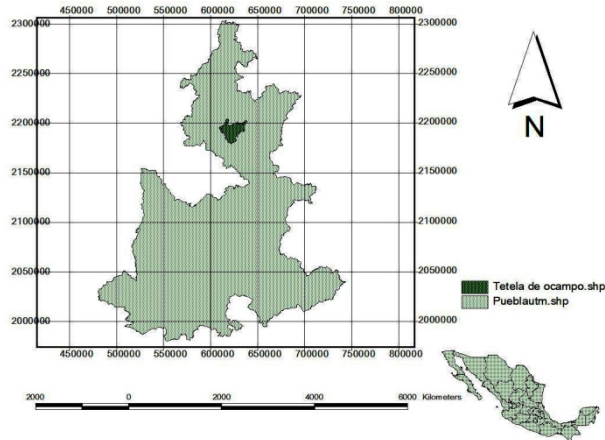 450000 500000 550000 600000 650000 700000 750000 800000
2300000 2300000
2250000 2250000
2200000 2200000
2150000 2150000
2100000 2100000
2050000 2050000
2000000 2000000
450000 500000 550000 600000 650000 700000 750000 800000
N
Tetela de ocampo.shp
Pueblautm.shp
2000 0 2000 4000 6000 Kilometers